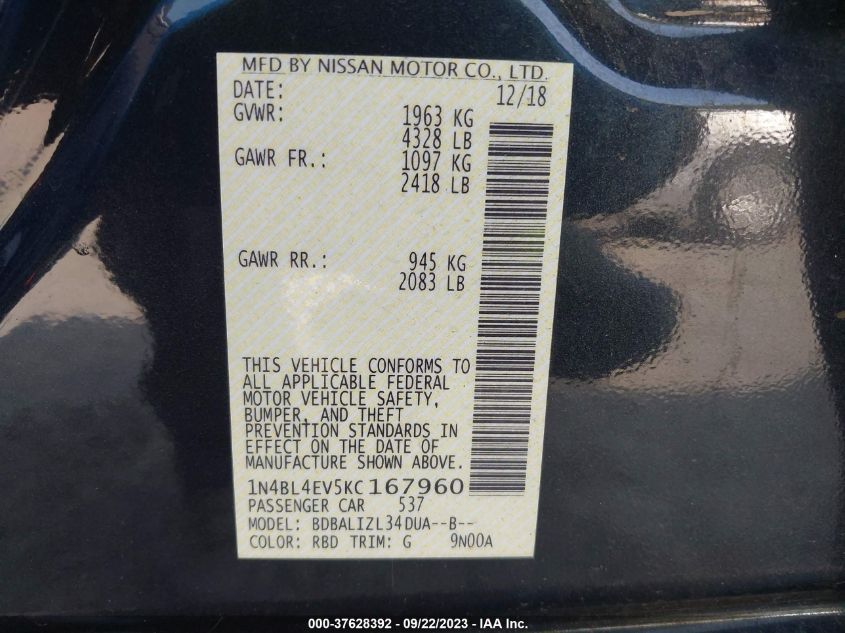 MFD BY NISSAN MOTOR CO., LTD.
DATE: 12/18
GVWR: 1963 KG
4328 LB
GAWR FR.: 1097 KG
2418 LB
GAWR RR.: 945 KG
2083 LB
THIS VEHICLE CONFORMS TO
ALL APPLICABLE FEDERAL
MOTOR VEHICLE SAFETY,
BUMPER, AND THEFT
PREVENTION STANDARDS IN
EFFECT ON THE DATE OF
MANUFACTURE SHOWN ABOVE.
1N4BL4EV5KC167960
PASSENGER CAR 537
MODEL: BDBALIZL34DUA--B--
COLOR: RBD TRIM: G 9N00A
000-37628392 - 09/22/2023 - IAA Inc.